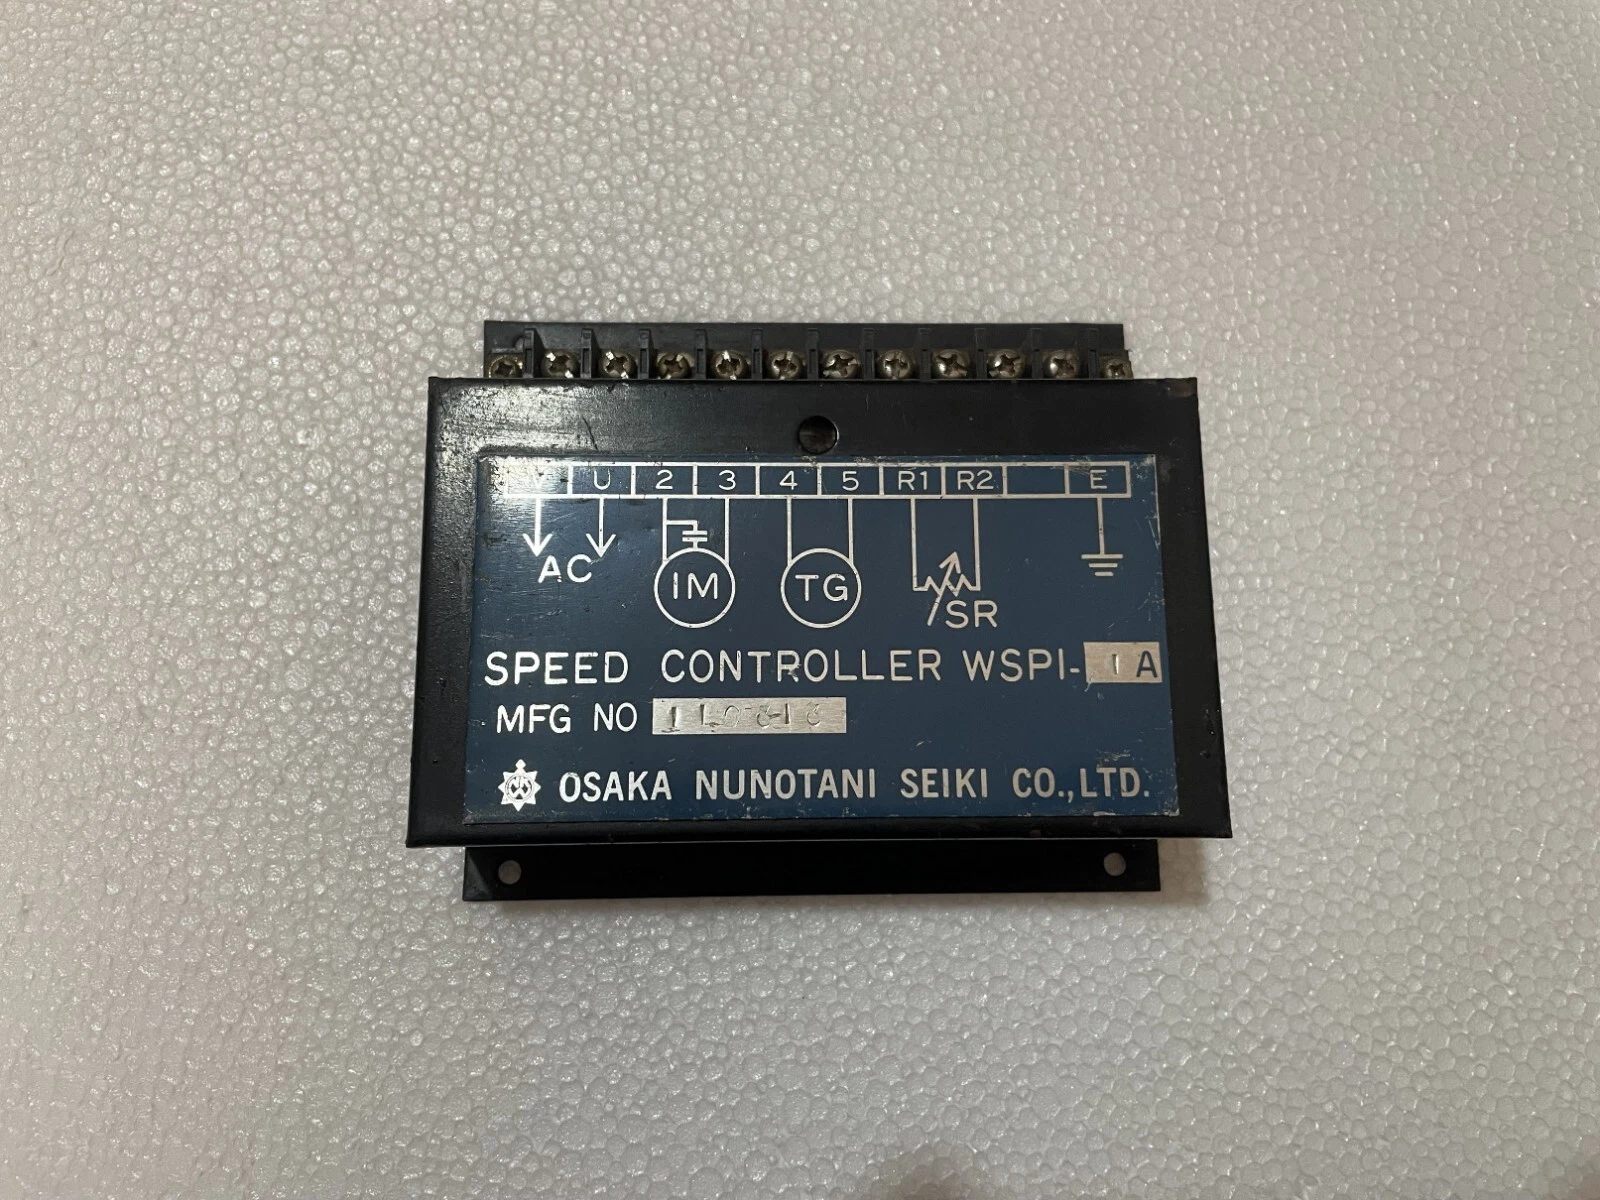 V U 2 3 4 5 R1 R2 E
AC IM TG SR
SPEED CONTROLLER WSPI-1A
MFG NO
OSAKA NUNOTANI SEIKI CO.,LTD.